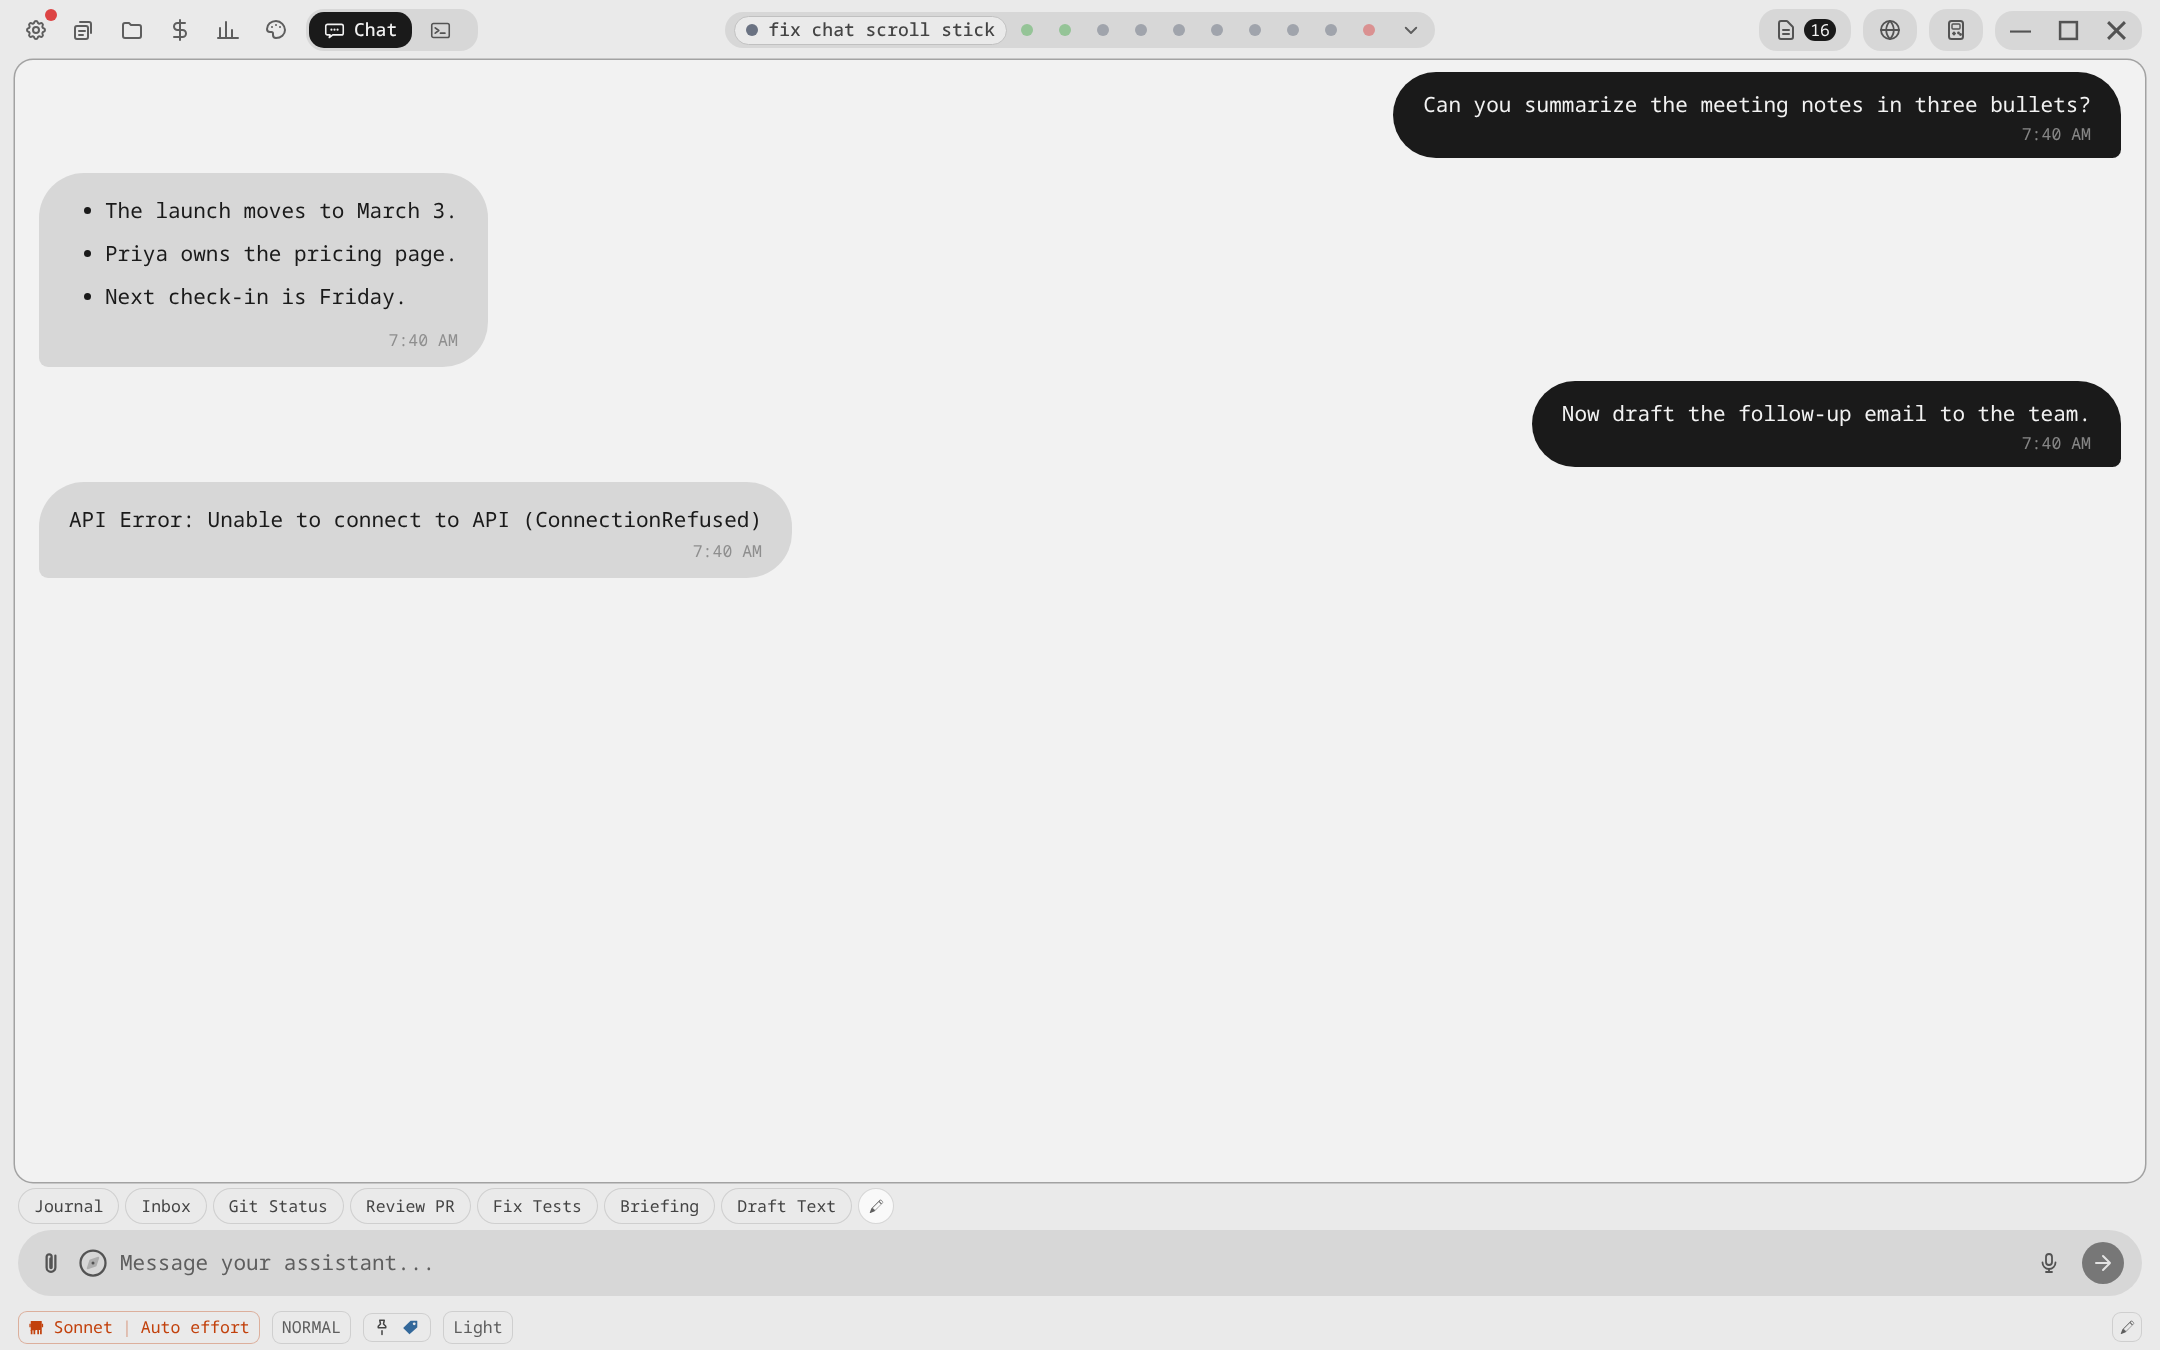 Chat
fix chat scroll stick
16
Can you summarize the meeting notes in three bullets?
7:40 AM
• The launch moves to March 3.
• Priya owns the pricing page.
• Next check-in is Friday.
7:40 AM
Now draft the follow-up email to the team.
7:40 AM
API Error: Unable to connect to API (ConnectionRefused)
7:40 AM
Journal
Inbox
Git Status
Review PR
Fix Tests
Briefing
Draft Text
Message your assistant...
Sonnet | Auto effort
NORMAL
Light